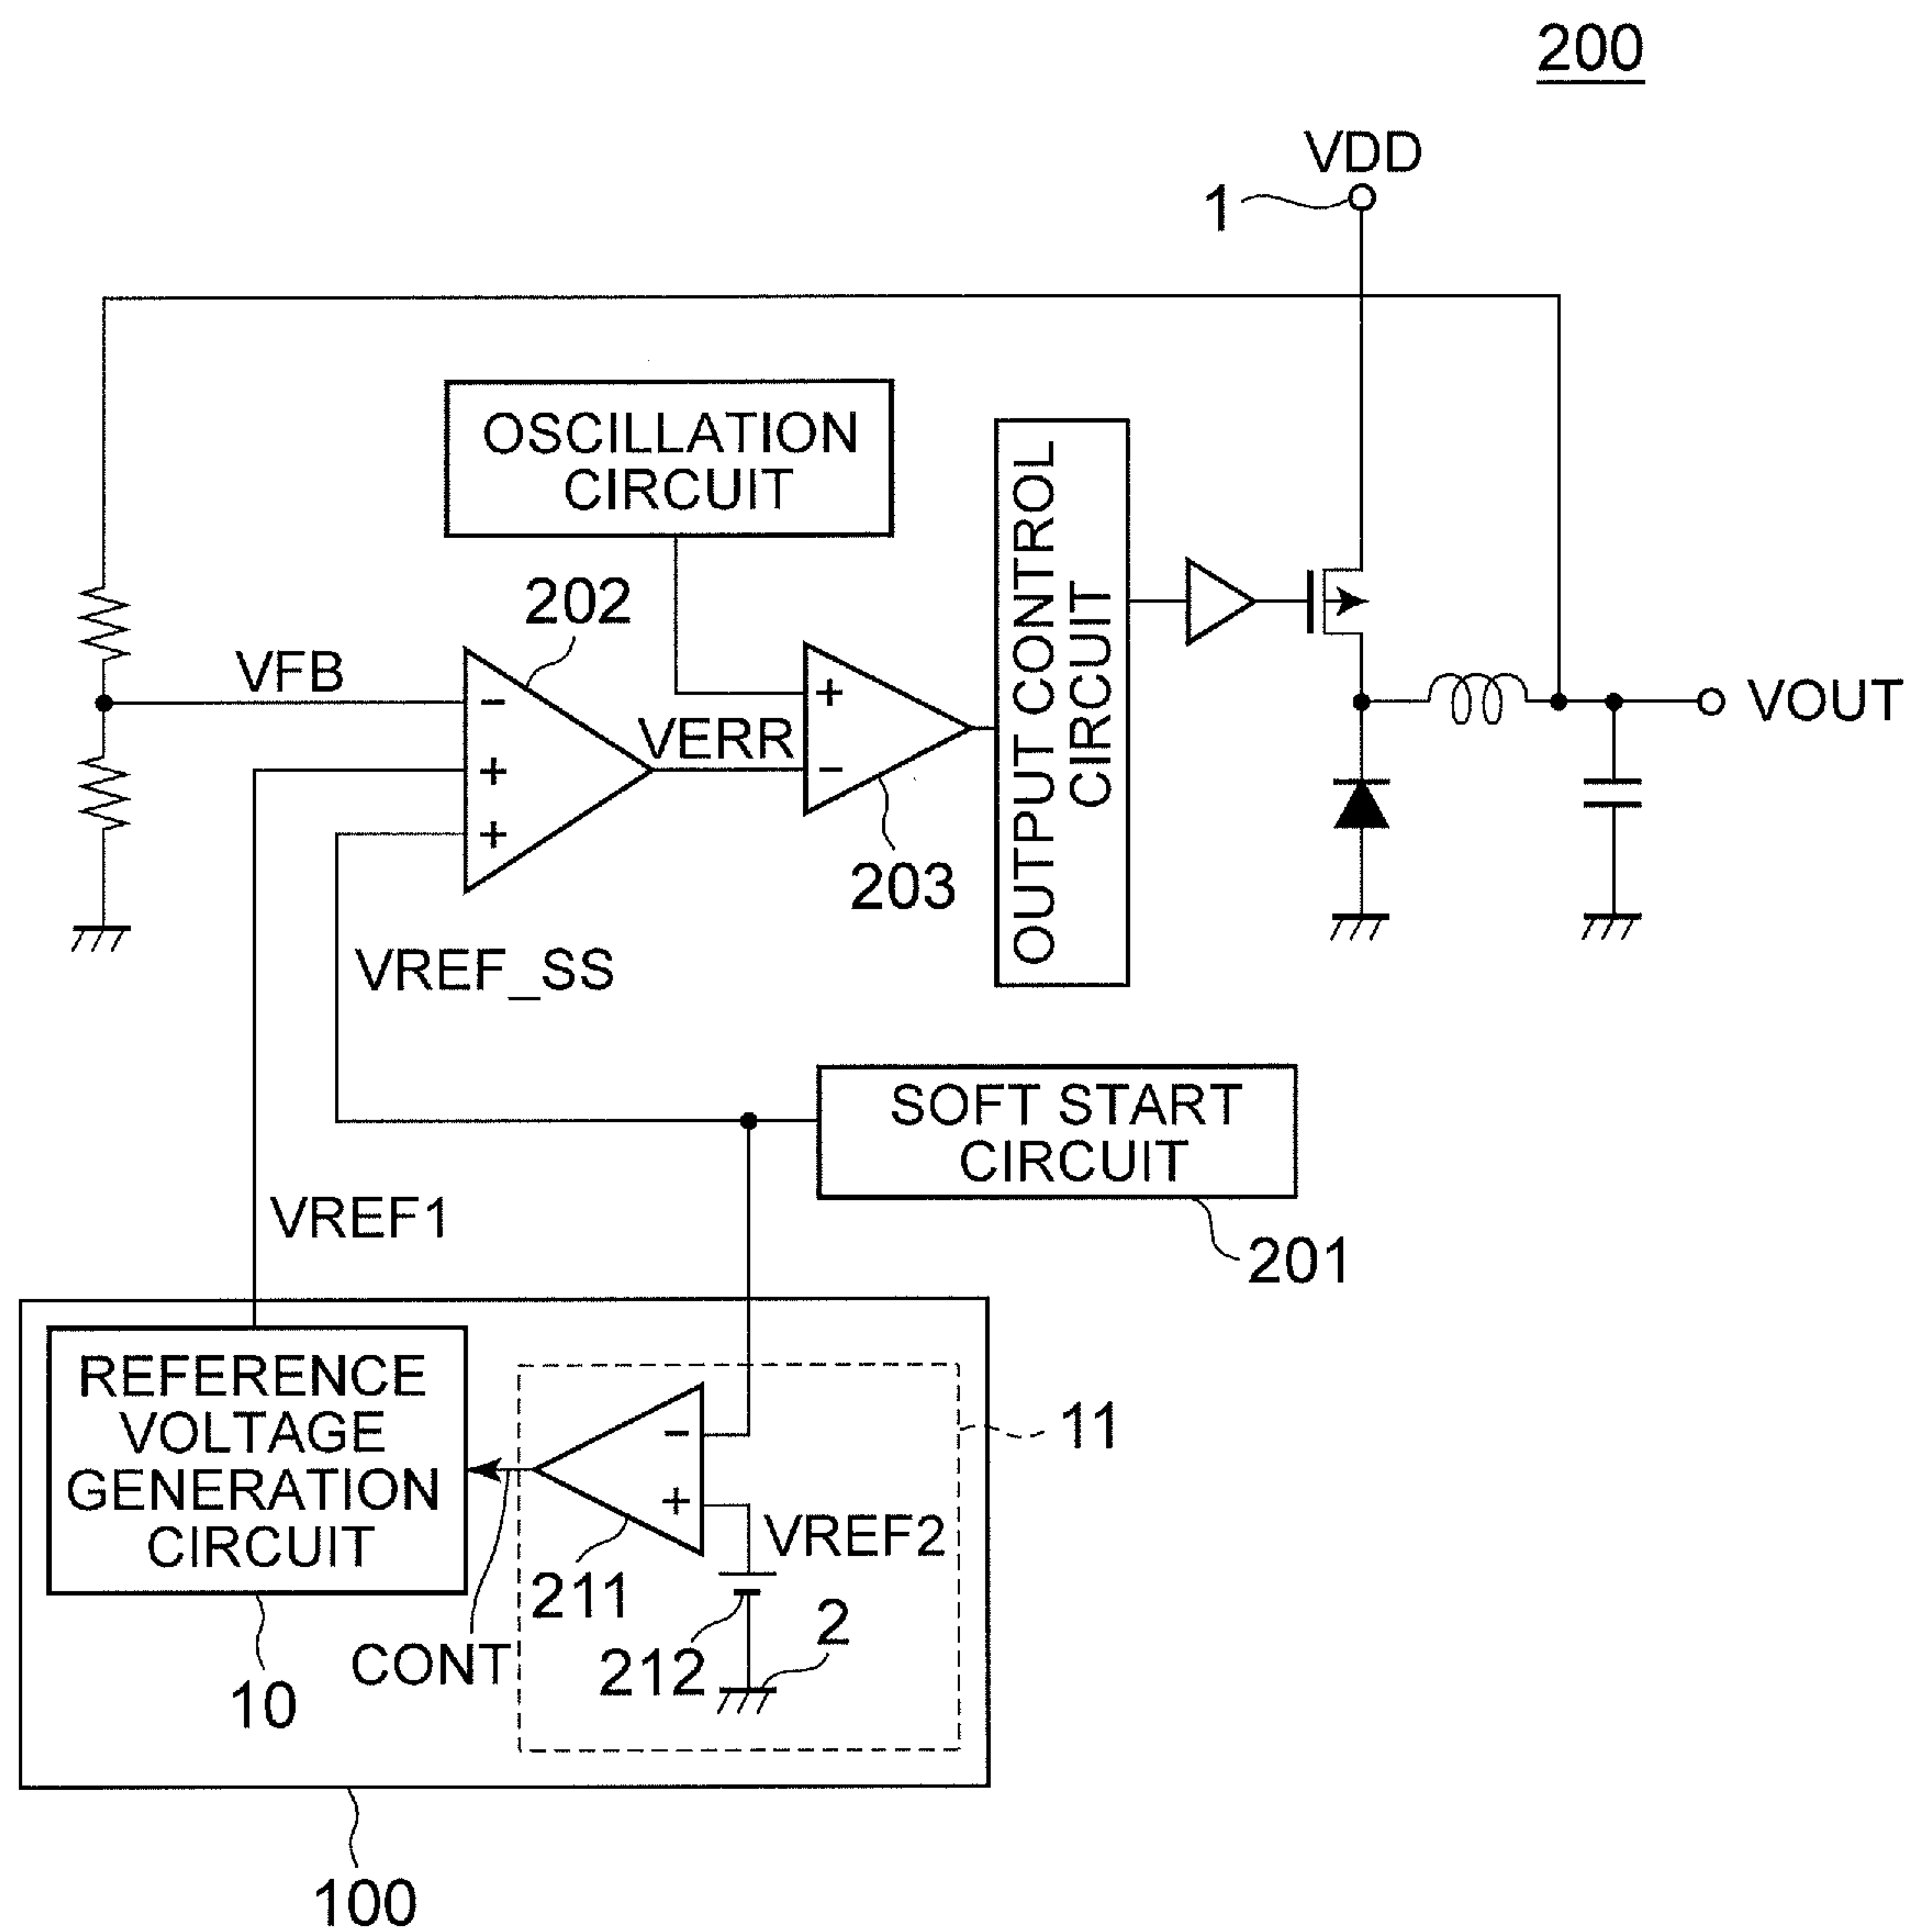 200
VDD
1
OSCILLATION
CIRCUIT
OUTPUT CONTROL
CIRCUIT
202
VFB
-
+
+
VERR
+
-
203
VOUT
VREF_SS
SOFT START
CIRCUIT
201
VREF1
REFERENCE
VOLTAGE
GENERATION
CIRCUIT
-
+
11
VREF2
211
212
2
CONT
10
100